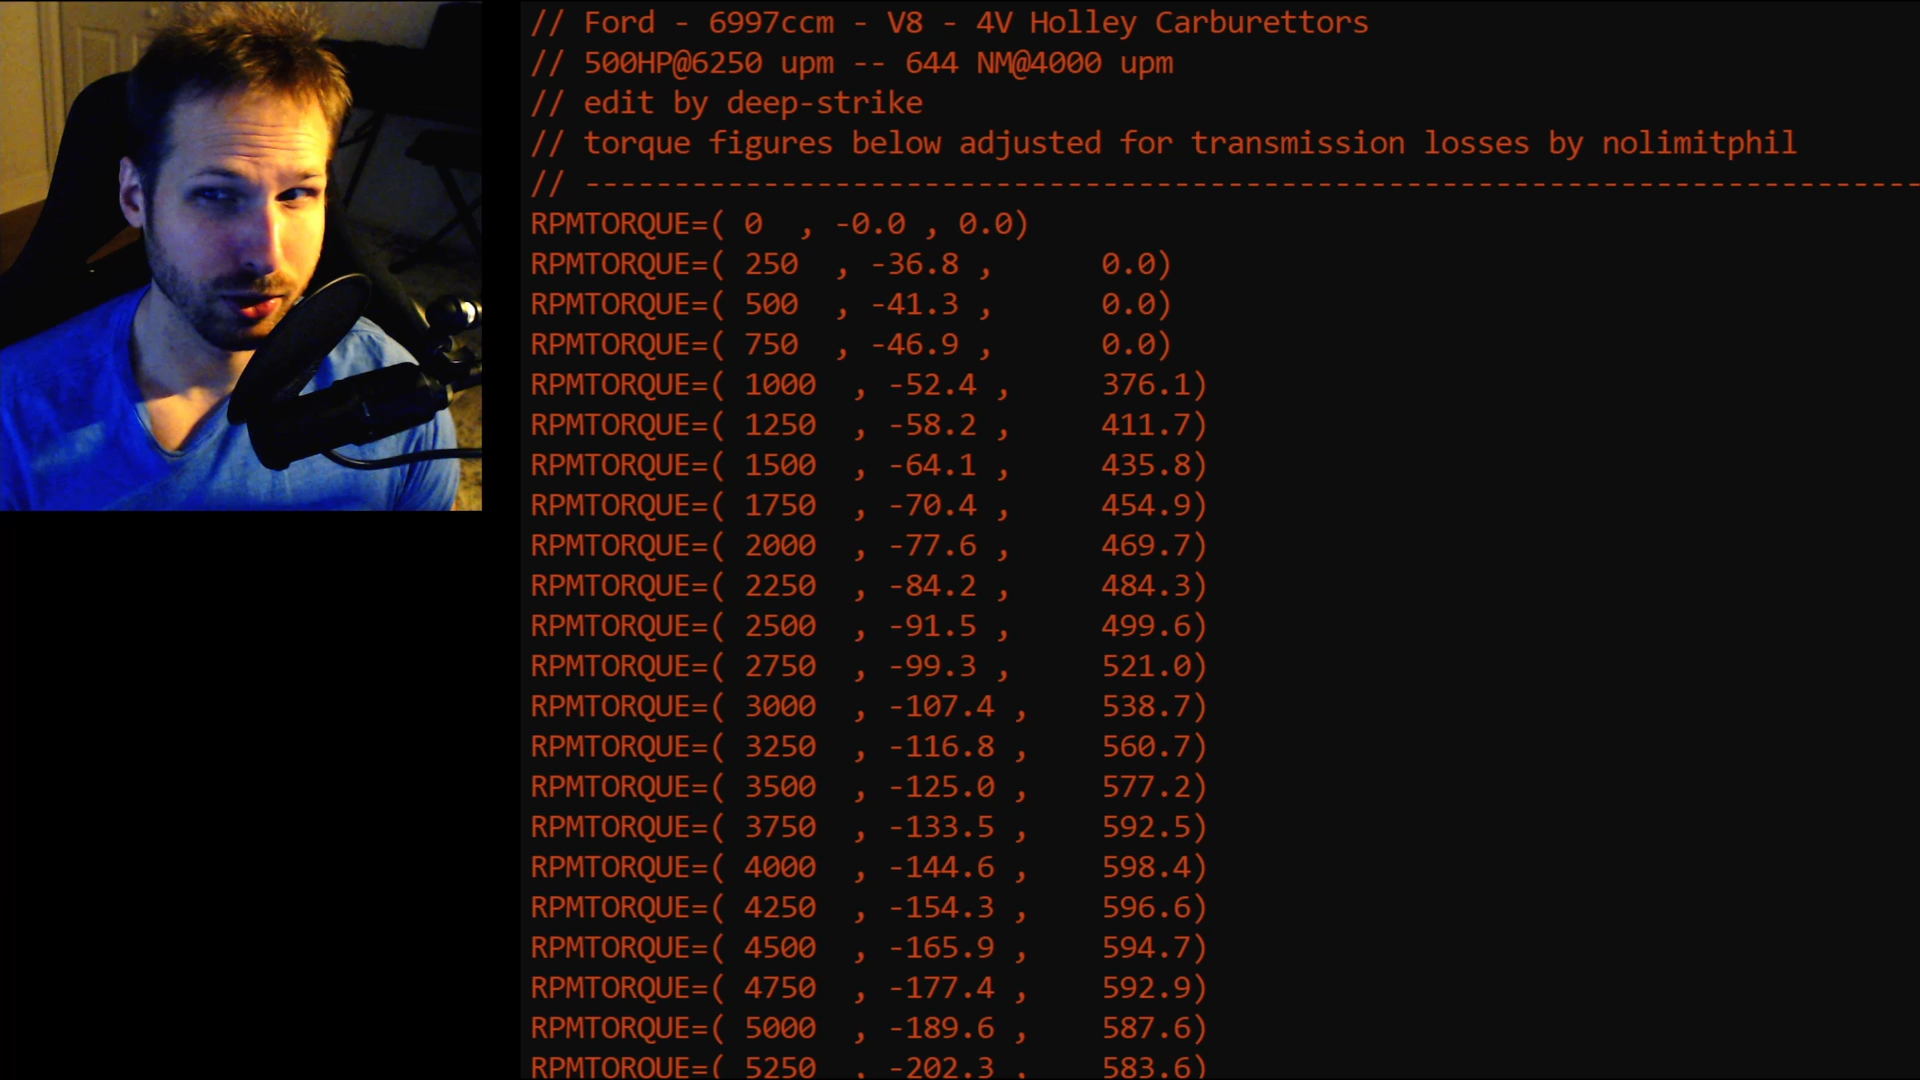 // Ford - 6997ccm - V8 - 4V Holley Carburettors
// 500HP@6250 upm -- 644 NM@4000 upm
// edit by deep-strike
// torque figures below adjusted for transmission losses by nolimitphil
// ---------------------------------------------------------------------------
RPMTORQUE=( 0  , -0.0 , 0.0)
RPMTORQUE=( 250  , -36.8 ,      0.0)
RPMTORQUE=( 500  , -41.3 ,      0.0)
RPMTORQUE=( 750  , -46.9 ,      0.0)
RPMTORQUE=( 1000  , -52.4 ,     376.1)
RPMTORQUE=( 1250  , -58.2 ,     411.7)
RPMTORQUE=( 1500  , -64.1 ,     435.8)
RPMTORQUE=( 1750  , -70.4 ,     454.9)
RPMTORQUE=( 2000  , -77.6 ,     469.7)
RPMTORQUE=( 2250  , -84.2 ,     484.3)
RPMTORQUE=( 2500  , -91.5 ,     499.6)
RPMTORQUE=( 2750  , -99.3 ,     521.0)
RPMTORQUE=( 3000  , -107.4 ,    538.7)
RPMTORQUE=( 3250  , -116.8 ,    560.7)
RPMTORQUE=( 3500  , -125.0 ,    577.2)
RPMTORQUE=( 3750  , -133.5 ,    592.5)
RPMTORQUE=( 4000  , -144.6 ,    598.4)
RPMTORQUE=( 4250  , -154.3 ,    596.6)
RPMTORQUE=( 4500  , -165.9 ,    594.7)
RPMTORQUE=( 4750  , -177.4 ,    592.9)
RPMTORQUE=( 5000  , -189.6 ,    587.6)
RPMTORQUE=( 5250  , -202.3 ,    583.6)